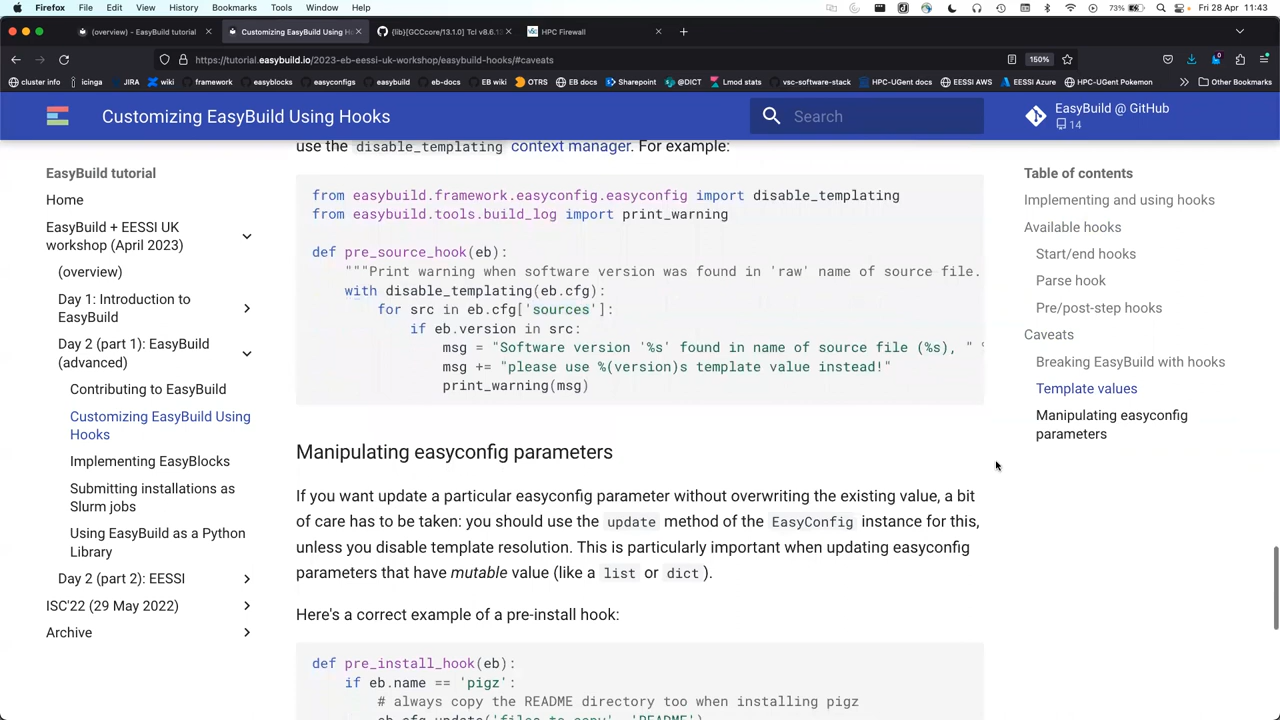 Firefox File Edit View History Bookmarks Tools Window Help
73% Fri 28 Apr 11:43
(overview) - EasyBuild tutorial
Customizing EasyBuild Using H
{lib}[GCCcore/13.1.0] Tcl v8.6.1
HPC Firewall
https://tutorial.easybuild.io/2023-eb-eessi-uk-workshop/easybuild-hooks/#caveats
150%
cluster info icinga JIRA wiki framework easyblocks easyconfigs easybuild eb-docs EB wiki OTRS EB docs Sharepoint @DICT Lmod stats vsc-software-stack HPC-UGent docs EESSI AWS EESSI Azure HPC-UGent Pokemon Other Bookmarks
Customizing EasyBuild Using Hooks
Search
EasyBuild @ GitHub
14
EasyBuild tutorial
Home
EasyBuild + EESSI UK
workshop (April 2023)
(overview)
Day 1: Introduction to
EasyBuild
Day 2 (part 1): EasyBuild
(advanced)
Contributing to EasyBuild
Customizing EasyBuild Using
Hooks
Implementing EasyBlocks
Submitting installations as
Slurm jobs
Using EasyBuild as a Python
Library
Day 2 (part 2): EESSI
ISC'22 (29 May 2022)
Archive
use the disable_templating context manager. For example:
from easybuild.framework.easyconfig.easyconfig import disable_templating
from easybuild.tools.build_log import print_warning
def pre_source_hook(eb):
"""Print warning when software version was found in 'raw' name of source file.
with disable_templating(eb.cfg):
for src in eb.cfg['sources']:
if eb.version in src:
msg = "Software version '%s' found in name of source file (%s), "
msg += "please use %(version)s template value instead!"
print_warning(msg)
Manipulating easyconfig parameters
If you want update a particular easyconfig parameter without overwriting the existing value, a bit
of care has to be taken: you should use the update method of the EasyConfig instance for this,
unless you disable template resolution. This is particularly important when updating easyconfig
parameters that have mutable value (like a list or dict).
Here's a correct example of a pre-install hook:
def pre_install_hook(eb):
if eb.name == 'pigz':
# always copy the README directory too when installing pigz
eb.cfg.update('files_to_copy', 'README')
Table of contents
Implementing and using hooks
Available hooks
Start/end hooks
Parse hook
Pre/post-step hooks
Caveats
Breaking EasyBuild with hooks
Template values
Manipulating easyconfig
parameters